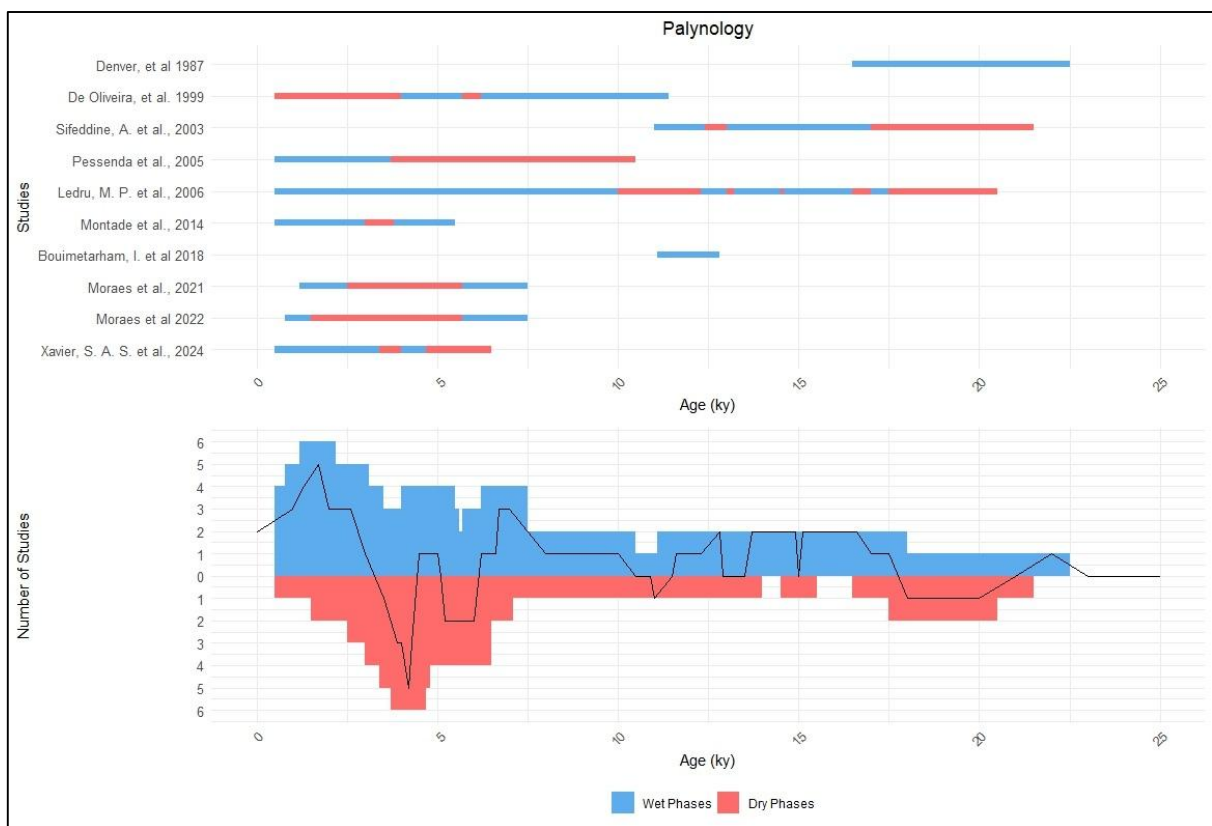 Palynology
Studies
Denver, et al 1987
De Oliveira, et al. 1999
Sifeddine, A. et al., 2003
Pessenda et al., 2005
Ledru, M. P. et al., 2006
Montade et al., 2014
Bouimetarham, I. et al 2018
Moraes et al., 2021
Moraes et al 2022
Xavier, S. A. S. et al., 2024
0 5 10 15 20 25
Age (ky)
Number of Studies
6
5
4
3
2
1
0
1
2
3
4
5
6
0 5 10 15 20 25
Age (ky)
Wet Phases Dry Phases